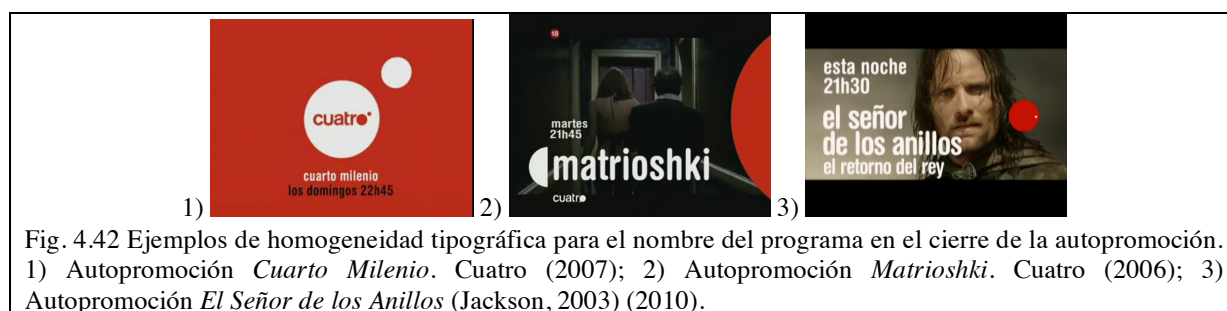 cuatro
cuarto milenio
los domingos 22h45
1)
18
martes
21h45
matrioshki
cuatro
2)
esta noche
21h30
el señor
de los anillos
el retorno del rey
3)
Fig. 4.42 Ejemplos de homogeneidad tipográfica para el nombre del programa en el cierre de la autopromoción.
1) Autopromoción Cuarto Milenio. Cuatro (2007); 2) Autopromoción Matrioshki. Cuatro (2006); 3)
Autopromoción El Señor de los Anillos (Jackson, 2003) (2010).